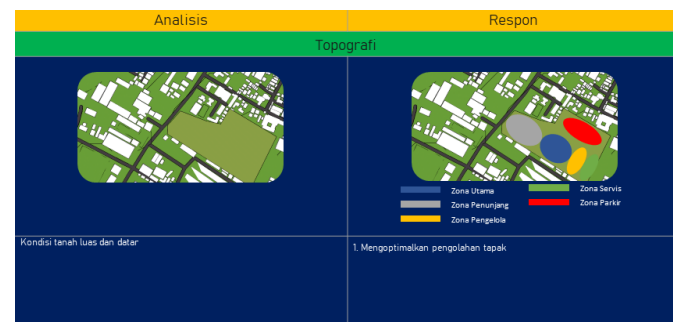 Analisis
Respon
Topografi
Zona Utama
Zona Servis
Zona Penunjang
Zona Parkir
Zona Pengelola
Kondisi tanah luas dan datar
1. Mengoptimalkan pengolahan tapak